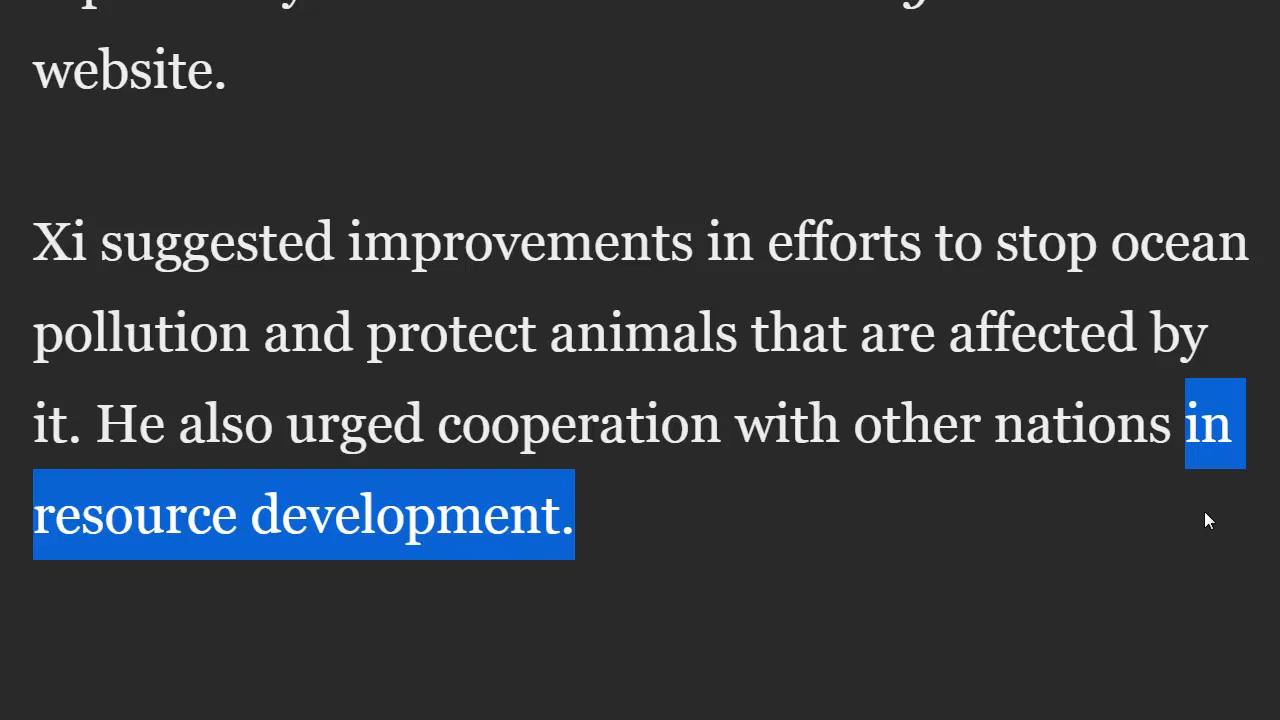 website.
Xi suggested improvements in efforts to stop ocean
pollution and protect animals that are affected by
it. He also urged cooperation with other nations in
resource development.